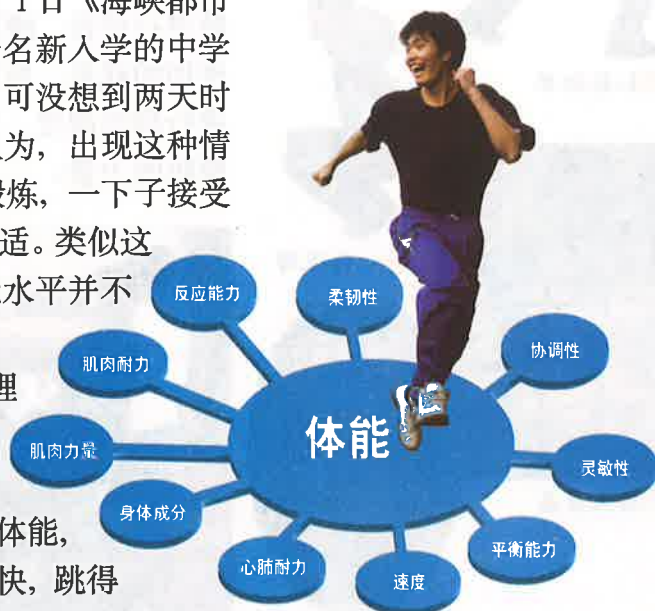 1日《海峡都市
名新入学的中学
可没想到两天时
为，出现这种情
炼，一下子接受
适。类似这
水平并不
理
体能，
快，跳得
体能
反应能力
柔韧性
协调性
灵敏性
平衡能力
速度
心肺耐力
身体成分
肌肉力量
肌肉耐力